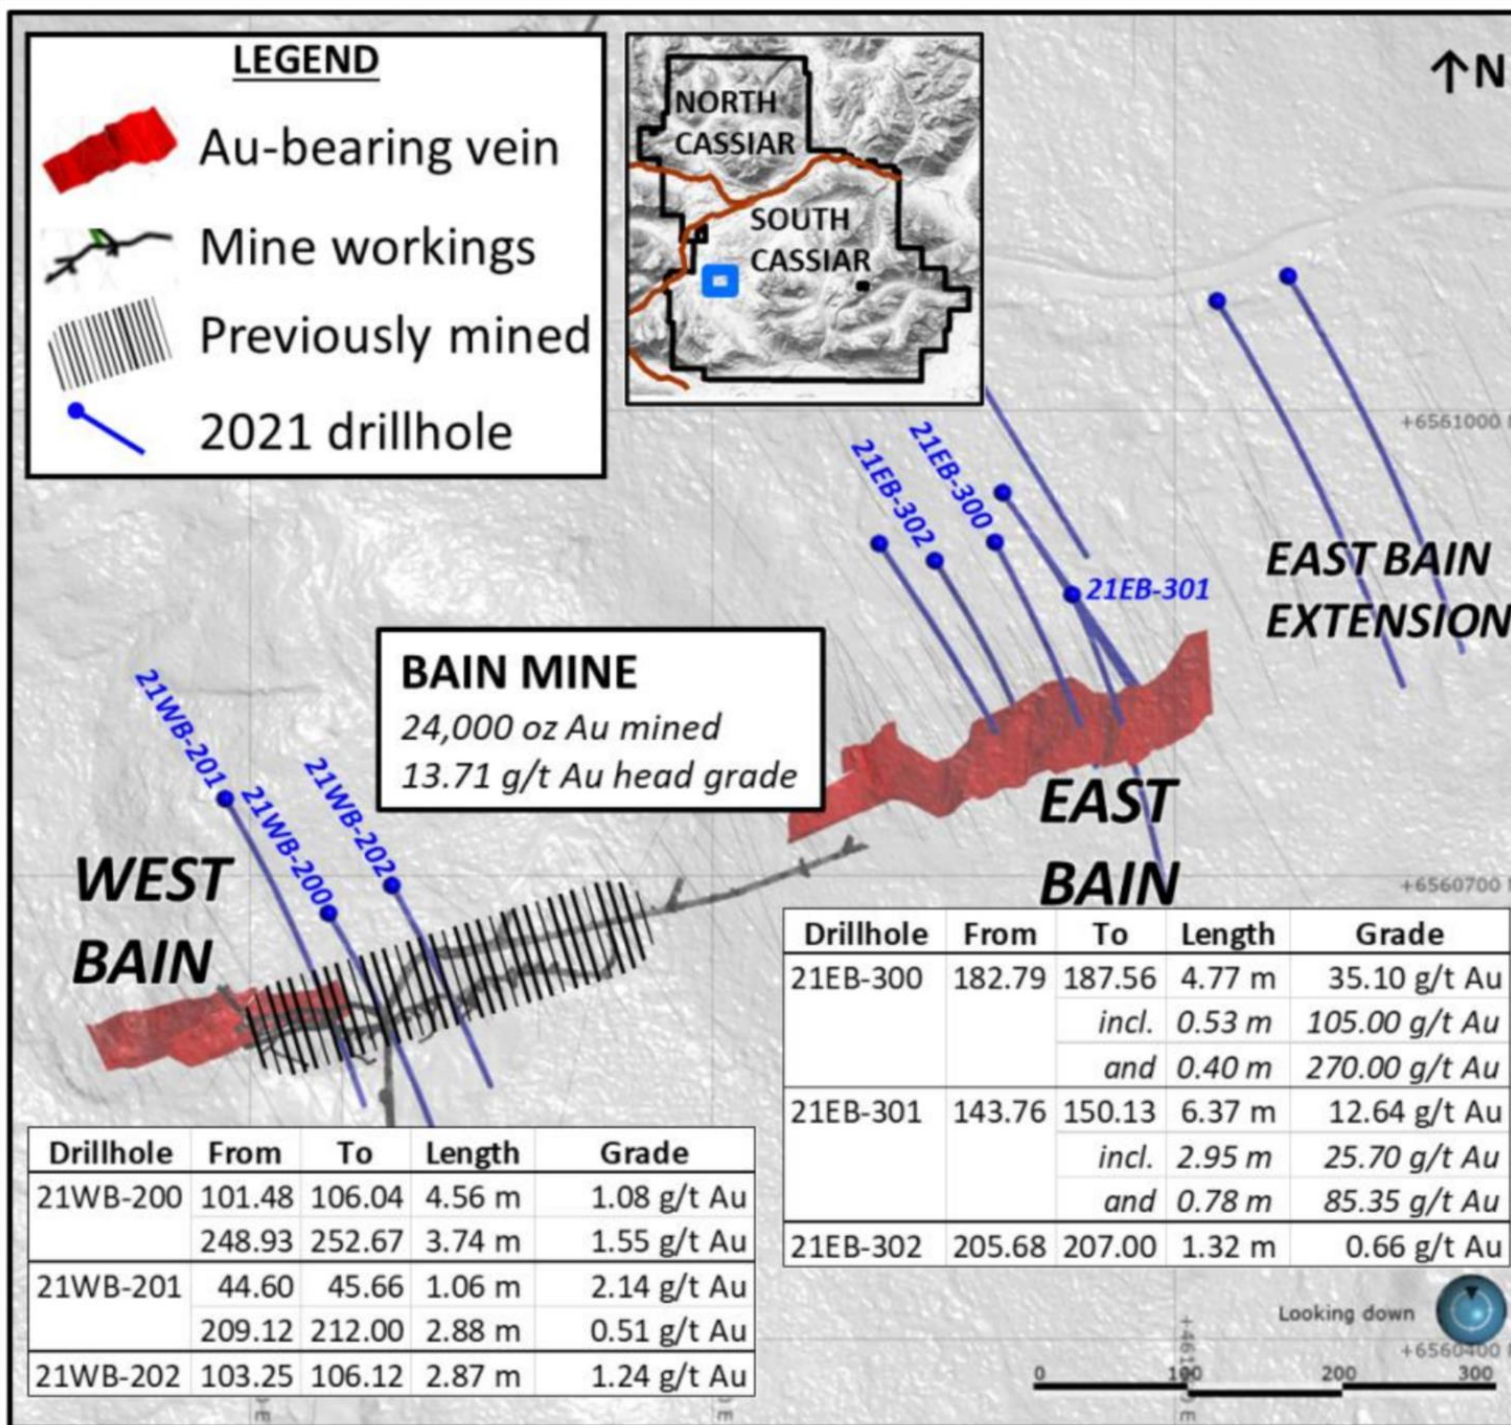 LEGEND
Au-bearing vein
Mine workings
Previously mined
2021 drillhole
NORTH
CASSIAR
SOUTH
CASSIAR
↑N
+6561000
21EB-302
21EB-300
21EB-301
EAST BAIN
EXTENSION
BAIN MINE
24,000 oz Au mined
13.71 g/t Au head grade
21WB-201
21WB-200
21WB-202
WEST
BAIN
EAST
BAIN
+6560700
Drillhole From To Length Grade
21EB-300 182.79 187.56 4.77 m 35.10 g/t Au
incl. 0.53 m 105.00 g/t Au
and 0.40 m 270.00 g/t Au
21EB-301 143.76 150.13 6.37 m 12.64 g/t Au
incl. 2.95 m 25.70 g/t Au
and 0.78 m 85.35 g/t Au
21EB-302 205.68 207.00 1.32 m 0.66 g/t Au
Drillhole From To Length Grade
21WB-200 101.48 106.04 4.56 m 1.08 g/t Au
248.93 252.67 3.74 m 1.55 g/t Au
21WB-201 44.60 45.66 1.06 m 2.14 g/t Au
209.12 212.00 2.88 m 0.51 g/t Au
21WB-202 103.25 106.12 2.87 m 1.24 g/t Au
Looking down
+6560400
0 100 200 300